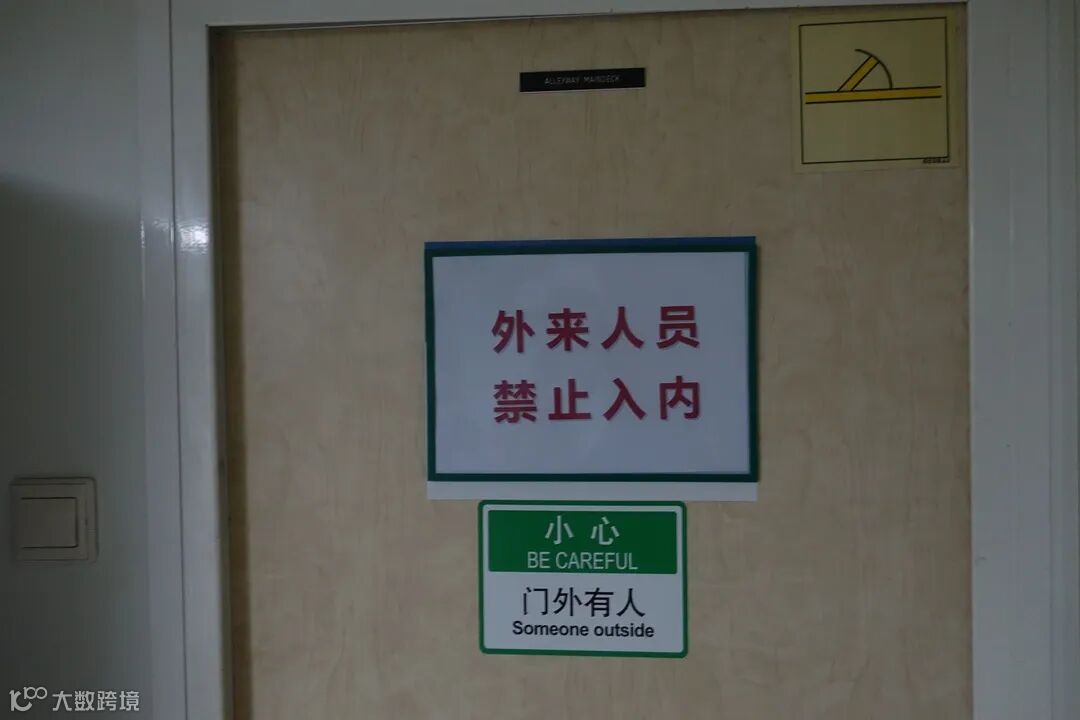 ALLEYWAY MAINDECK
外来人员
禁止入内
小心
BE CAREFUL
门外有人
Someone outside
大数跨境